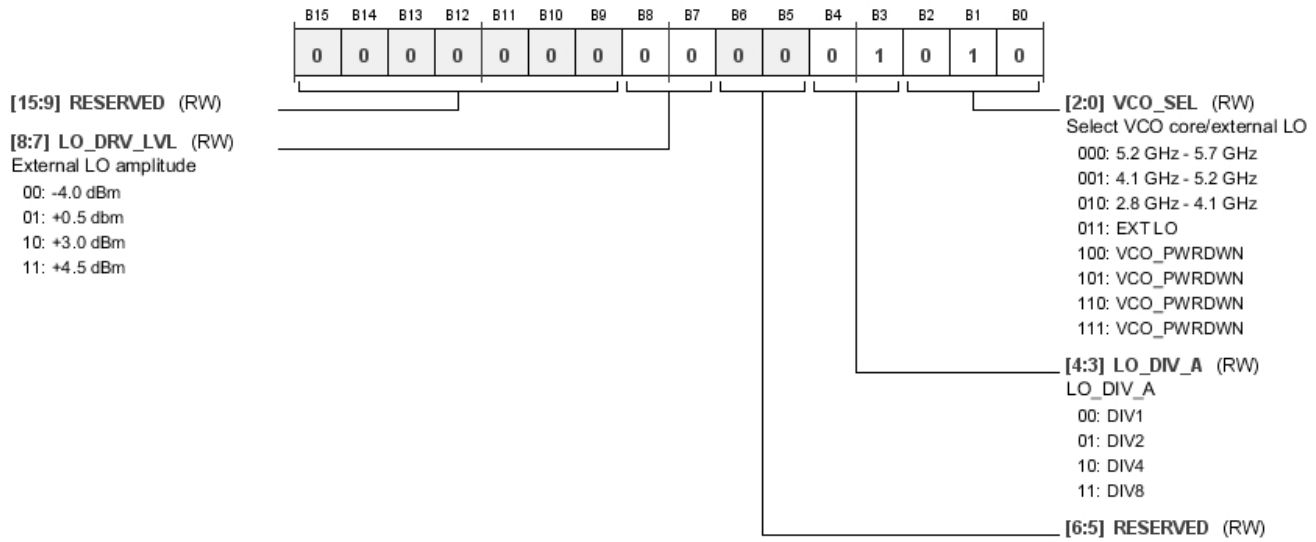 B15 B14 B13 B12 B11 B10 B9 B8 B7 B6 B5 B4 B3 B2 B1 B0
0 0 0 0 0 0 0 0 0 0 0 0 1 0 1 0
[15:9] RESERVED (RW)
[8:7] LO_DRV_LVL (RW)
External LO amplitude
00: -4.0 dBm
01: +0.5 dbm
10: +3.0 dBm
11: +4.5 dBm
[2:0] VCO_SEL (RW)
Select VCO core/external LO
000: 5.2 GHz - 5.7 GHz
001: 4.1 GHz - 5.2 GHz
010: 2.8 GHz - 4.1 GHz
011: EXT LO
100: VCO_PWRDWN
101: VCO_PWRDWN
110: VCO_PWRDWN
111: VCO_PWRDWN
[4:3] LO_DIV_A (RW)
LO_DIV_A
00: DIV1
01: DIV2
10: DIV4
11: DIV8
[6:5] RESERVED (RW)